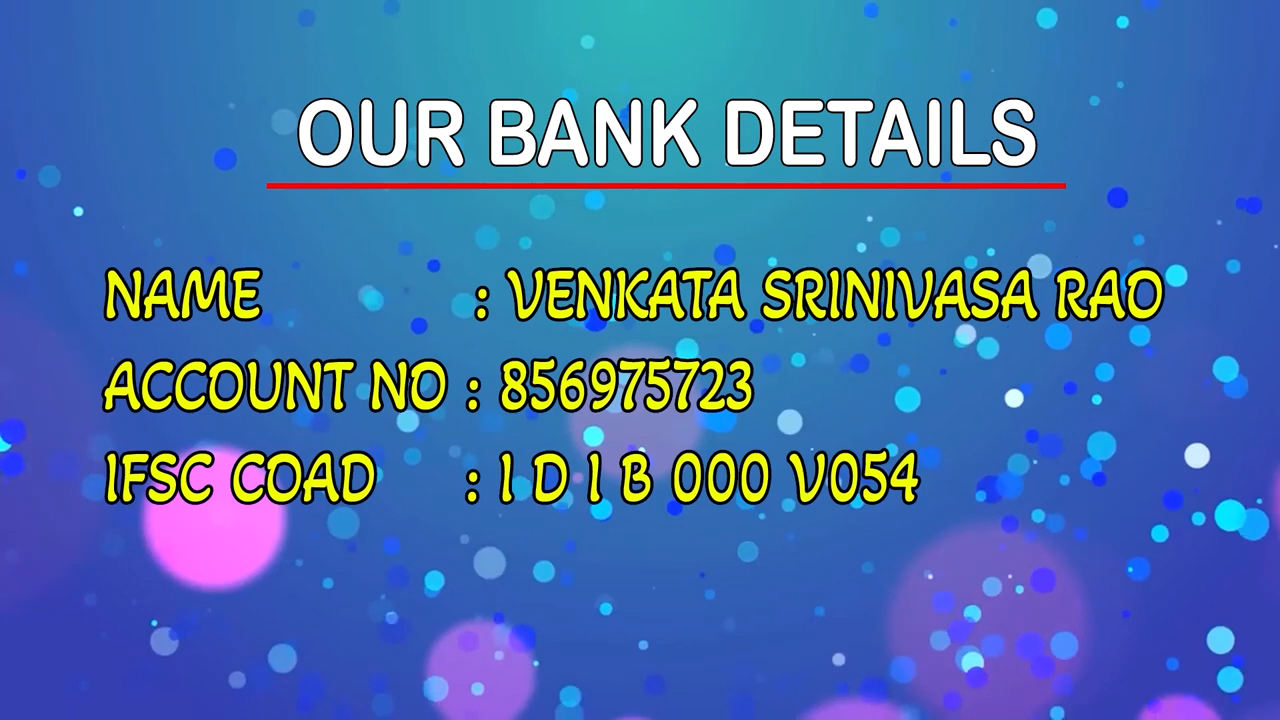 OUR BANK DETAILS
NAME : VENKATA SRINIVASA RAO
ACCOUNT NO : 856975723
IFSC COAD : I D I B 000 V054